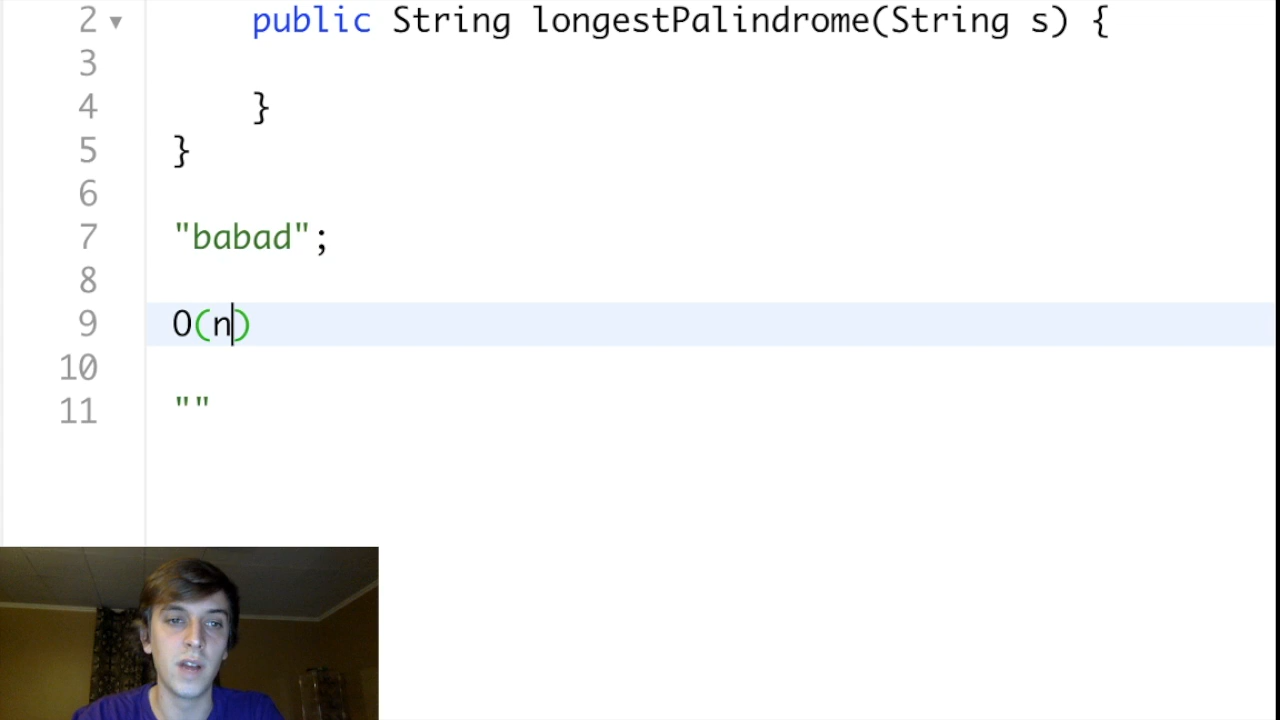 2 ▼ public String longestPalindrome(String s) {
3
4 }
5 }
6
7 "babad";
8
9 O(n)
10
11 ""